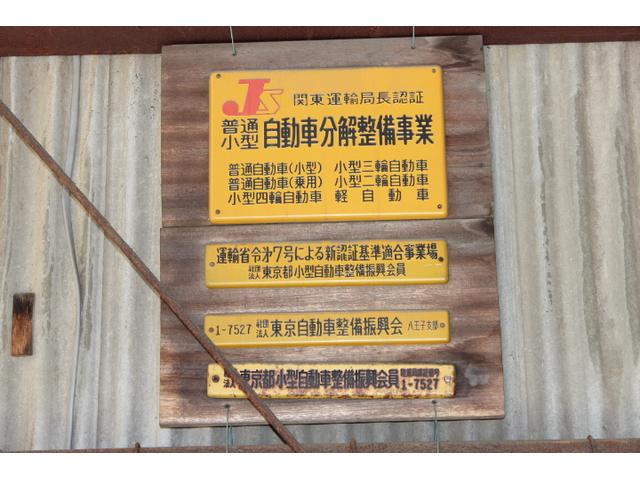 JS 関東運輸局長認証
普通
小型 自動車分解整備事業
普通自動車(小型) 小型三輪自動車
普通自動車(乗用) 小型二輪自動車
小型四輪自動車 軽自動車
運輸省令第7号による新認証基準適合事業場
社団法人 東京都小型自動車整備振興会員
1-7527 社団法人 東京自動車整備振興会 八王子支部
法人 東京都小型自動車整備振興会員
1-7527